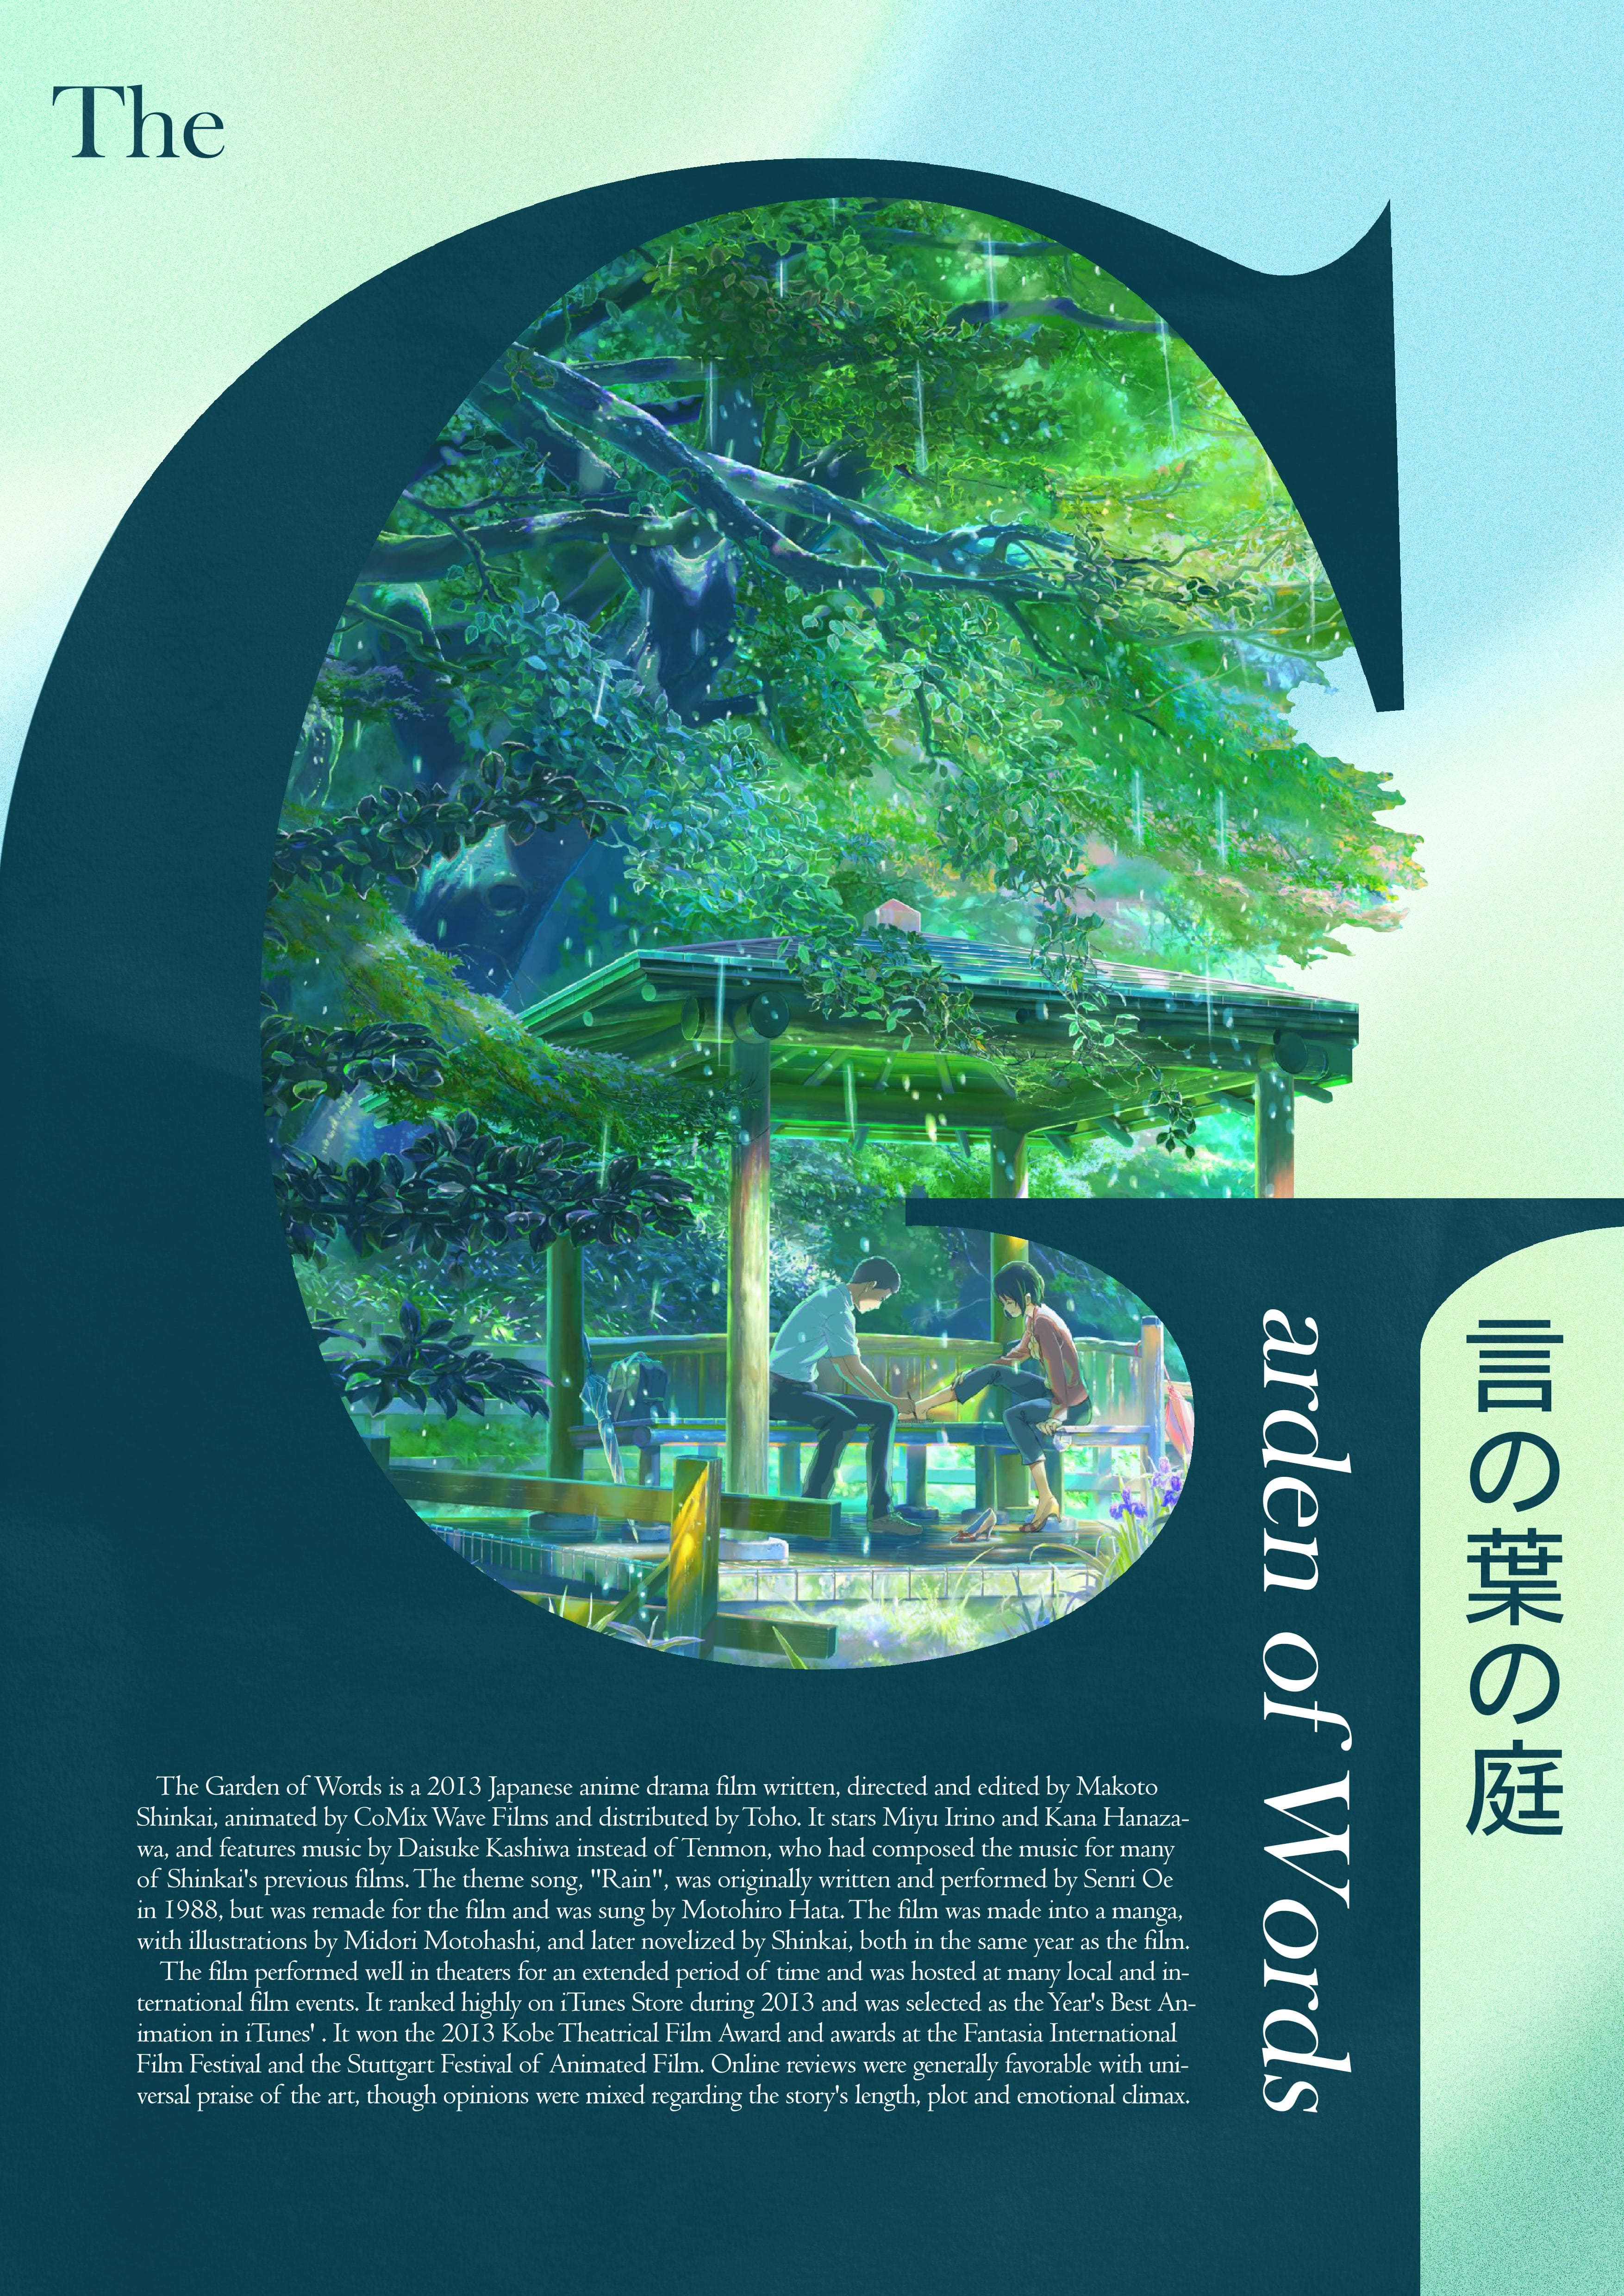 The
G
arden of Words
言の葉の庭
The Garden of Words is a 2013 Japanese anime drama film written, directed and edited by Makoto
Shinkai, animated by CoMix Wave Films and distributed by Toho. It stars Miyu Irino and Kana Hanaza-
wa, and features music by Daisuke Kashiwa instead of Tenmon, who had composed the music for many
of Shinkai's previous films. The theme song, "Rain", was originally written and performed by Senri Oe
in 1988, but was remade for the film and was sung by Motohiro Hata. The film was made into a manga,
with illustrations by Midori Motohashi, and later novelized by Shinkai, both in the same year as the film.
The film performed well in theaters for an extended period of time and was hosted at many local and in-
ternational film events. It ranked highly on iTunes Store during 2013 and was selected as the Year's Best An-
imation in iTunes' . It won the 2013 Kobe Theatrical Film Award and awards at the Fantasia International
Film Festival and the Stuttgart Festival of Animated Film. Online reviews were generally favorable with uni-
versal praise of the art, though opinions were mixed regarding the story's length, plot and emotional climax.